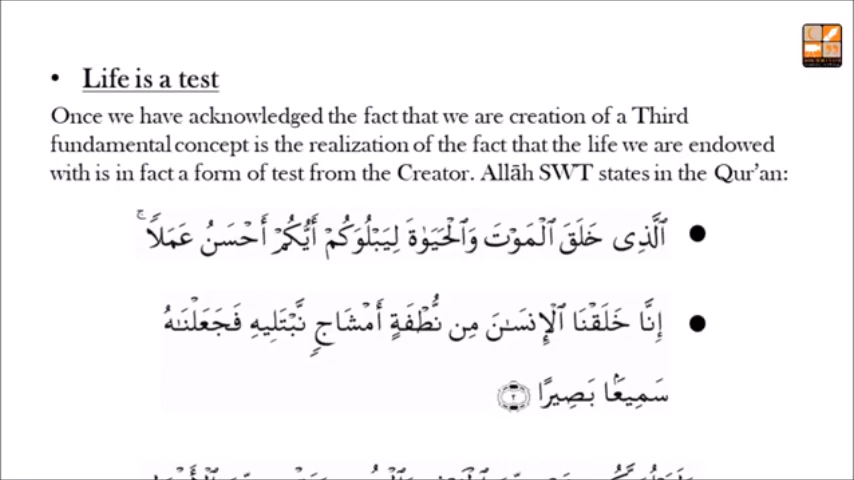 • Life is a test
Once we have acknowledged the fact that we are creation of a Third
fundamental concept is the realization of the fact that the life we are endowed
with is in fact a form of test from the Creator. Allāh SWT states in the Qur’an:
● ٱلَّذِى خَلَقَ ٱلْمَوْتَ وَٱلْحَيَوٰةَ لِيَبْلُوَكُمْ أَيُّكُمْ أَحْسَنُ عَمَلًا ۚ
● إِنَّا خَلَقْنَا ٱلْإِنسَـٰنَ مِن نُّطْفَةٍ أَمْشَاجٍ نَّبْتَلِيهِ فَجَعَلْنَـٰهُ
سَمِيعًۢا بَصِيرًا ٢